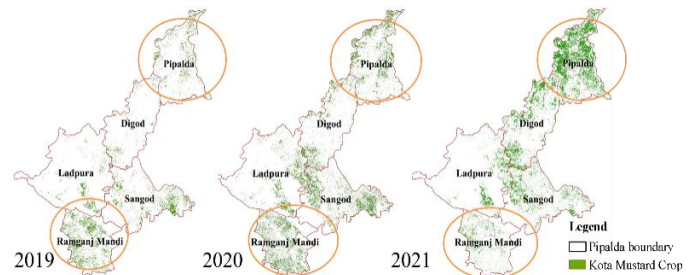 Pipalda
Digod
Ladpura
Sangod
Ramganj Mandi
2019
Pipalda
Digod
Ladpura
Sangod
Ramganj Mandi
2020
Pipalda
Digod
Ladpura
Sangod
Ramganj Mandi
2021
Legend
Pipalda boundary
Kota Mustard Crop